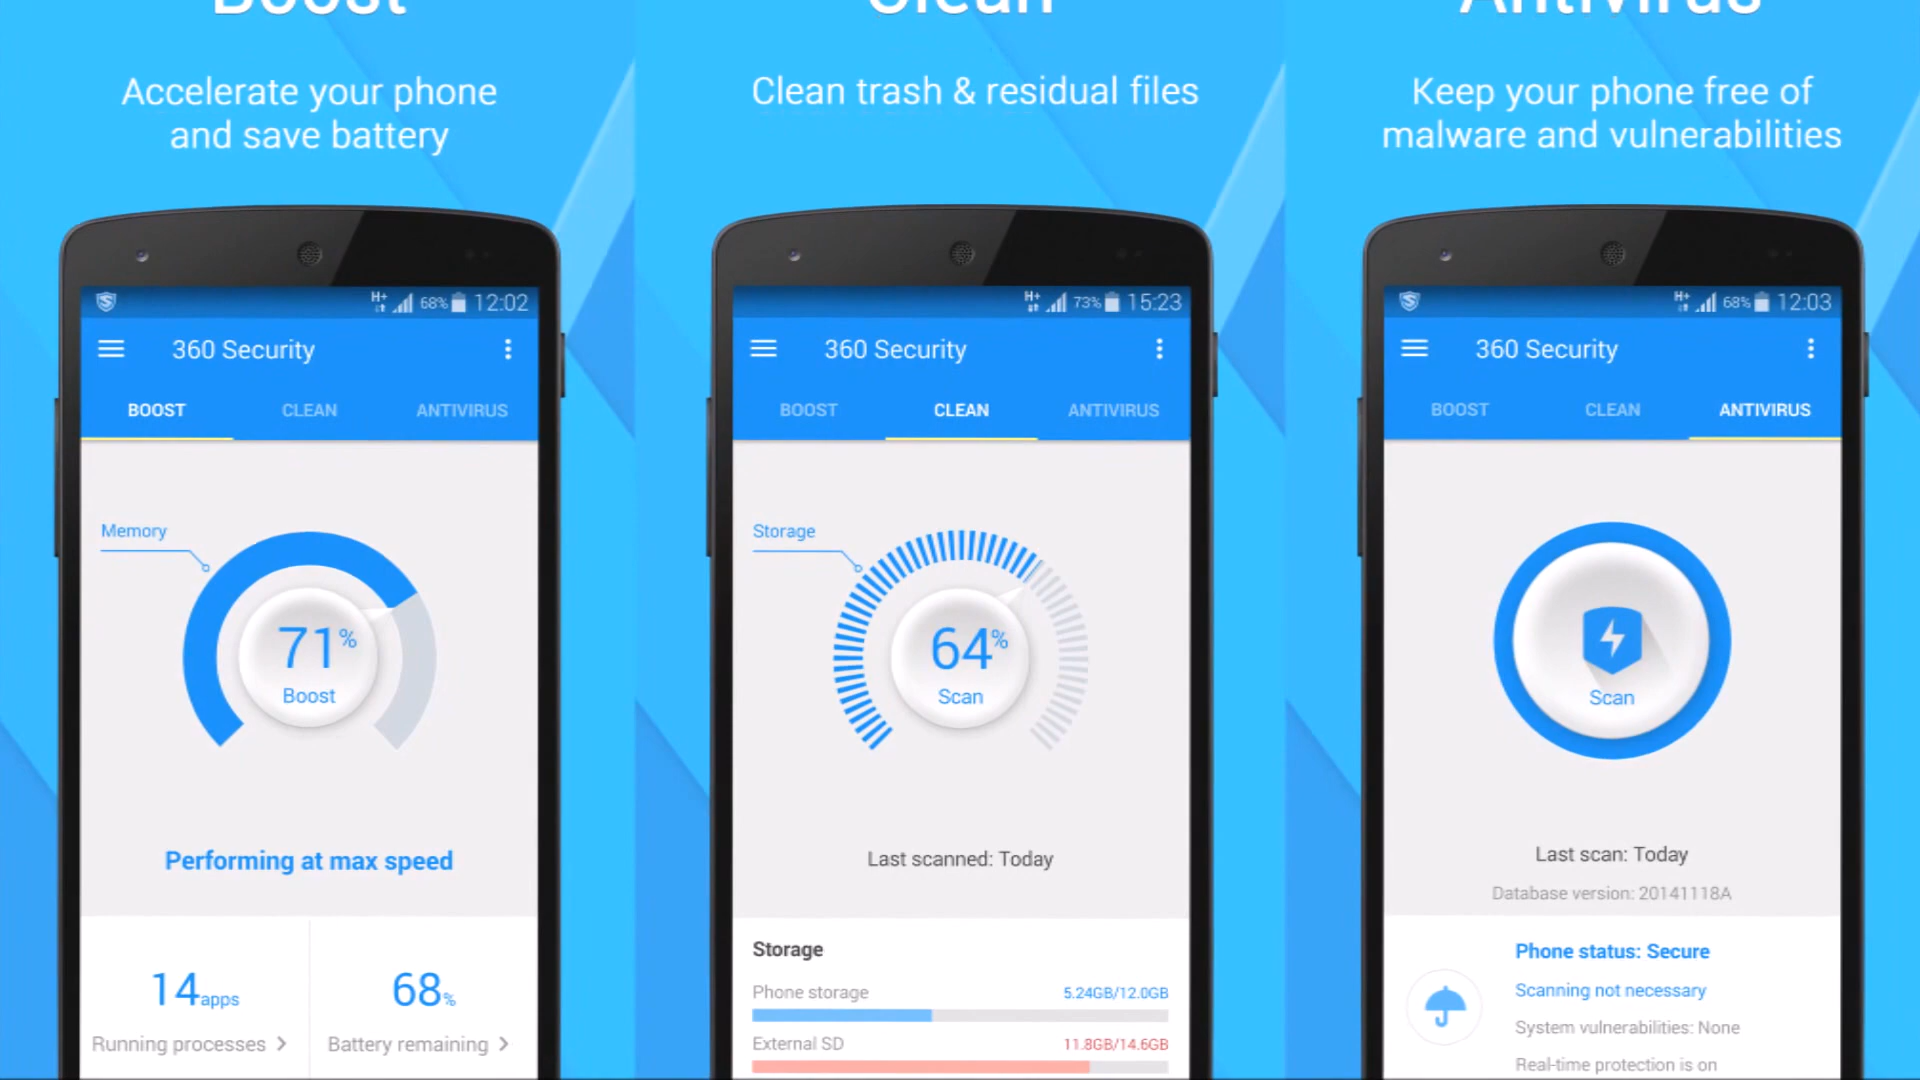 Boost
Accelerate your phone
and save battery
H+
68%
12:02
360 Security
BOOST
CLEAN
ANTIVIRUS
Memory
71%
Boost
Performing at max speed
14apps
68%
Running processes
Battery remaining
Clean
Clean trash & residual files
H+
73%
15:23
360 Security
BOOST
CLEAN
ANTIVIRUS
Storage
64%
Scan
Last scanned: Today
Storage
Phone storage
5.24GB/12.0GB
External SD
11.8GB/14.6GB
Antivirus
Keep your phone free of
malware and vulnerabilities
H+
68%
12:03
360 Security
BOOST
CLEAN
ANTIVIRUS
Scan
Last scan: Today
Database version: 20141118A
Phone status: Secure
Scanning not necessary
System vulnerabilities: None
Real-time protection is on